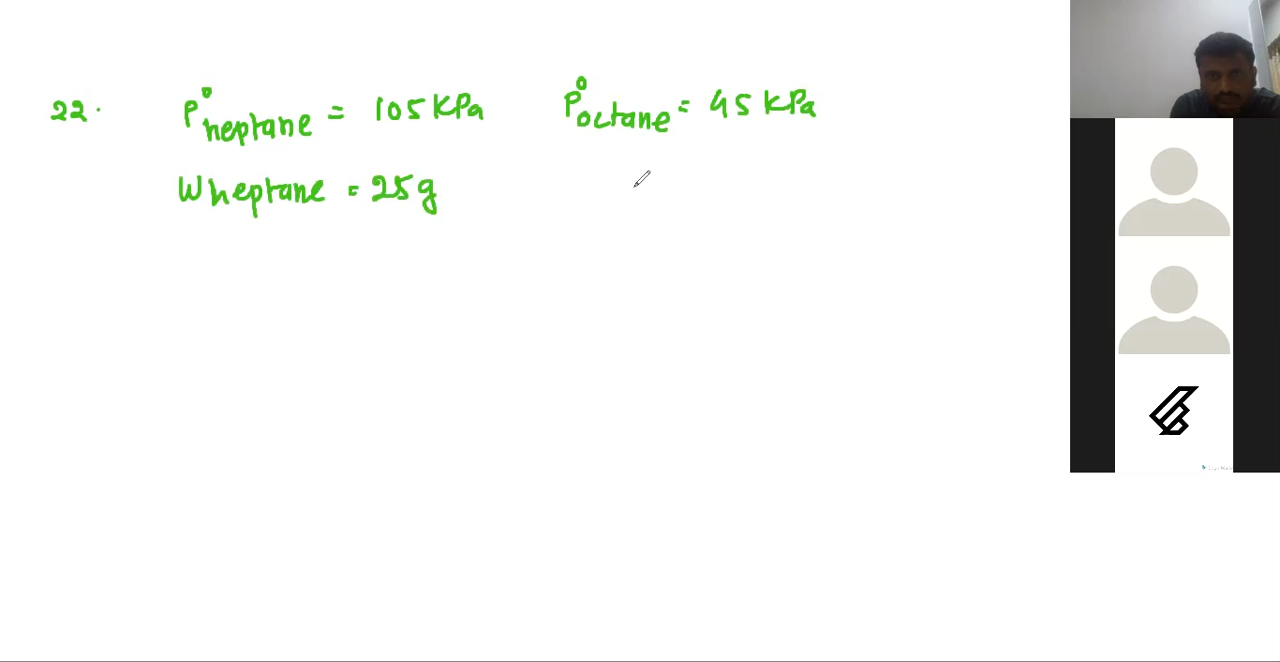 22. P°heptane = 105 KPa P°octane = 45 KPa
Wheptane = 25g